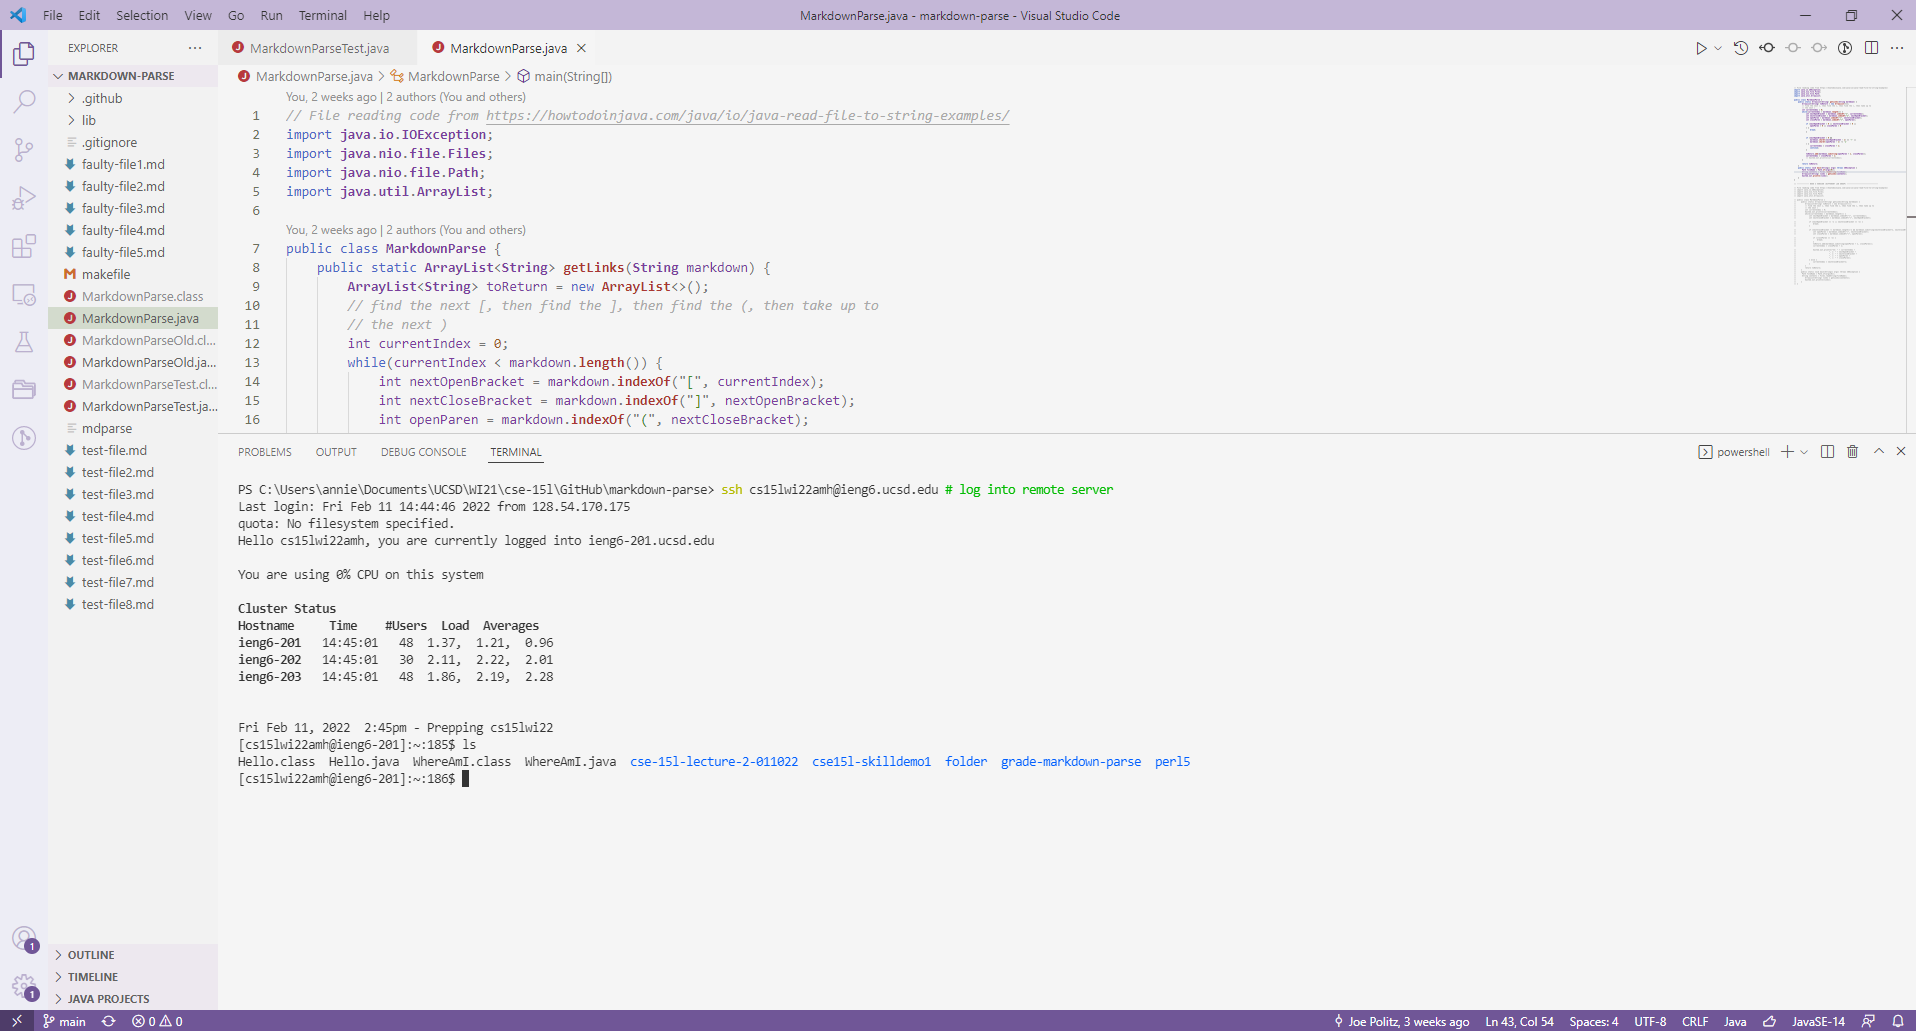 File Edit Selection View Go Run Terminal Help
MarkdownParse.java - markdown-parse - Visual Studio Code
EXPLORER
MARKDOWN-PARSE
.github
lib
.gitignore
faulty-file1.md
faulty-file2.md
faulty-file3.md
faulty-file4.md
faulty-file5.md
makefile
MarkdownParse.class
MarkdownParse.java
MarkdownParseOld.cl...
MarkdownParseOld.ja...
MarkdownParseTest.cl...
MarkdownParseTest.ja...
mdparse
test-file.md
test-file2.md
test-file3.md
test-file4.md
test-file5.md
test-file6.md
test-file7.md
test-file8.md
OUTLINE
TIMELINE
JAVA PROJECTS
1
1
MarkdownParseTest.java MarkdownParse.java
MarkdownParse.java > MarkdownParse > main(String[])
You, 2 weeks ago | 2 authors (You and others)
1 // File reading code from https://howtodoinjava.com/java/io/java-read-file-to-string-examples/
2 import java.io.IOException;
3 import java.nio.file.Files;
4 import java.nio.file.Path;
5 import java.util.ArrayList;
6
You, 2 weeks ago | 2 authors (You and others)
7 public class MarkdownParse {
8 public static ArrayList<String> getLinks(String markdown) {
9 ArrayList<String> toReturn = new ArrayList<>();
10 // find the next [, then find the ], then find the (, then take up to
11 // the next )
12 int currentIndex = 0;
13 while(currentIndex < markdown.length()) {
14 int nextOpenBracket = markdown.indexOf("[", currentIndex);
15 int nextCloseBracket = markdown.indexOf("]", nextOpenBracket);
16 int openParen = markdown.indexOf("(", nextCloseBracket);
PROBLEMS OUTPUT DEBUG CONSOLE TERMINAL
powershell
PS C:\Users\annie\Documents\UCSD\WI21\cse-15l\GitHub\markdown-parse> ssh cs15lwi22amh@ieng6.ucsd.edu # log into remote server
Last login: Fri Feb 11 14:44:46 2022 from 128.54.170.175
quota: No filesystem specified.
Hello cs15lwi22amh, you are currently logged into ieng6-201.ucsd.edu
You are using 0% CPU on this system
Cluster Status
Hostname Time #Users Load Averages
ieng6-201 14:45:01 48 1.37, 1.21, 0.96
ieng6-202 14:45:01 30 2.11, 2.22, 2.01
ieng6-203 14:45:01 48 1.86, 2.19, 2.28
Fri Feb 11, 2022 2:45pm - Prepping cs15lwi22
[cs15lwi22amh@ieng6-201]:~:185$ ls
Hello.class Hello.java WhereAmI.class WhereAmI.java cse-15l-lecture-2-011022 cse15l-skilldemo1 folder grade-markdown-parse perl5
[cs15lwi22amh@ieng6-201]:~:186$
main 0 0
Joe Politz, 3 weeks ago Ln 43, Col 54 Spaces: 4 UTF-8 CRLF Java JavaSE-14